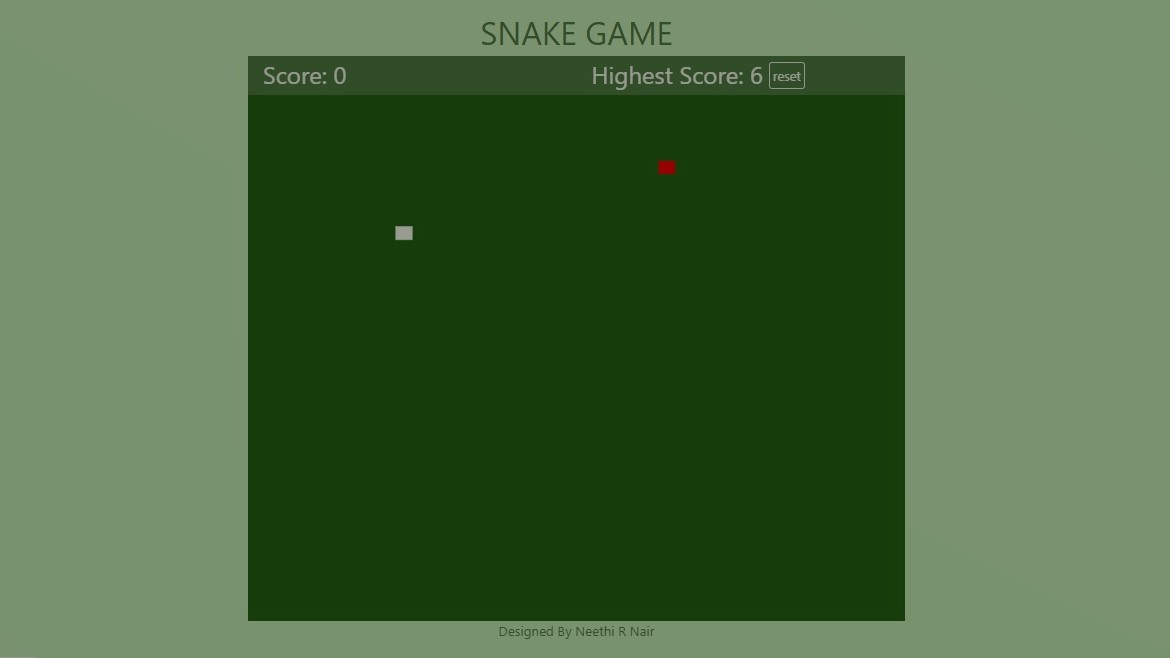 SNAKE GAME
Score: 0
Highest Score: 6 reset
Designed By Neethi R Nair